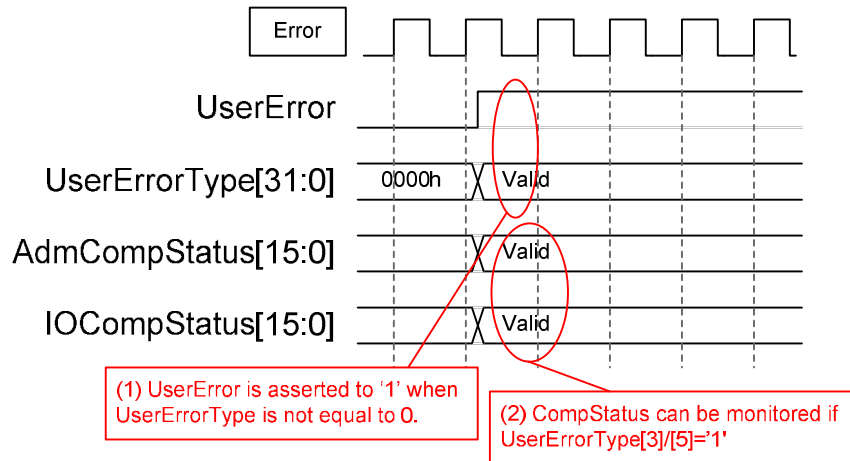 Error
UserError
UserErrorType[31:0]
0000h
Valid
AdmCompStatus[15:0]
Valid
IOCompStatus[15:0]
Valid
(1) UserError is asserted to ‘1’ when
UserErrorType is not equal to 0.
(2) CompStatus can be monitored if
UserErrorType[3]/[5]=’1'